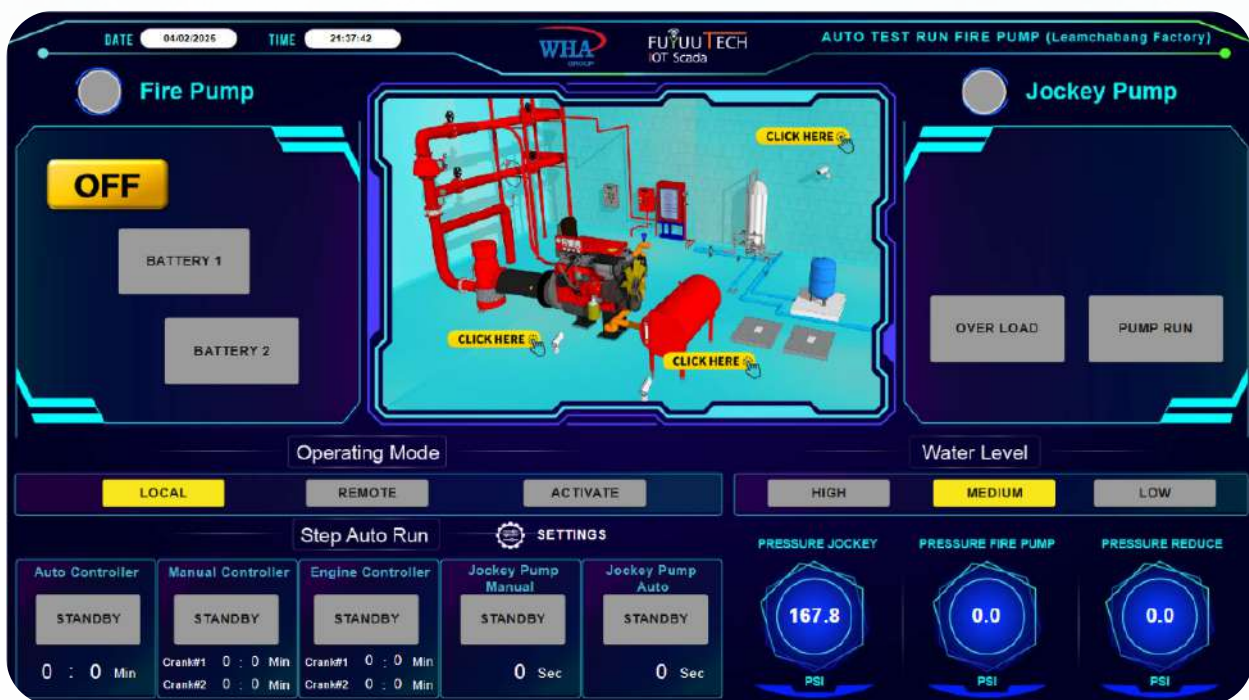 DATE 04/02/2025 TIME 21:37:42
WHA
GROUP
FUYUU TECH
IOT Scada
AUTO TEST RUN FIRE PUMP (Leamchabang Factory)
Fire Pump
Jockey Pump
OFF
BATTERY 1
BATTERY 2
CLICK HERE
CLICK HERE
CLICK HERE
OVER LOAD
PUMP RUN
Operating Mode
LOCAL
REMOTE
ACTIVATE
Water Level
HIGH
MEDIUM
LOW
Step Auto Run
SETTINGS
Auto Controller
STANDBY
0 : 0 Min
Manual Controller
STANDBY
Crank#1 0 : 0 Min
Crank#2 0 : 0 Min
Engine Controller
STANDBY
Crank#1 0 : 0 Min
Crank#2 0 : 0 Min
Jockey Pump
Manual
STANDBY
0 Sec
Jockey Pump
Auto
STANDBY
0 Sec
PRESSURE JOCKEY
167.8
PSI
PRESSURE FIRE PUMP
0.0
PSI
PRESSURE REDUCE
0.0
PSI